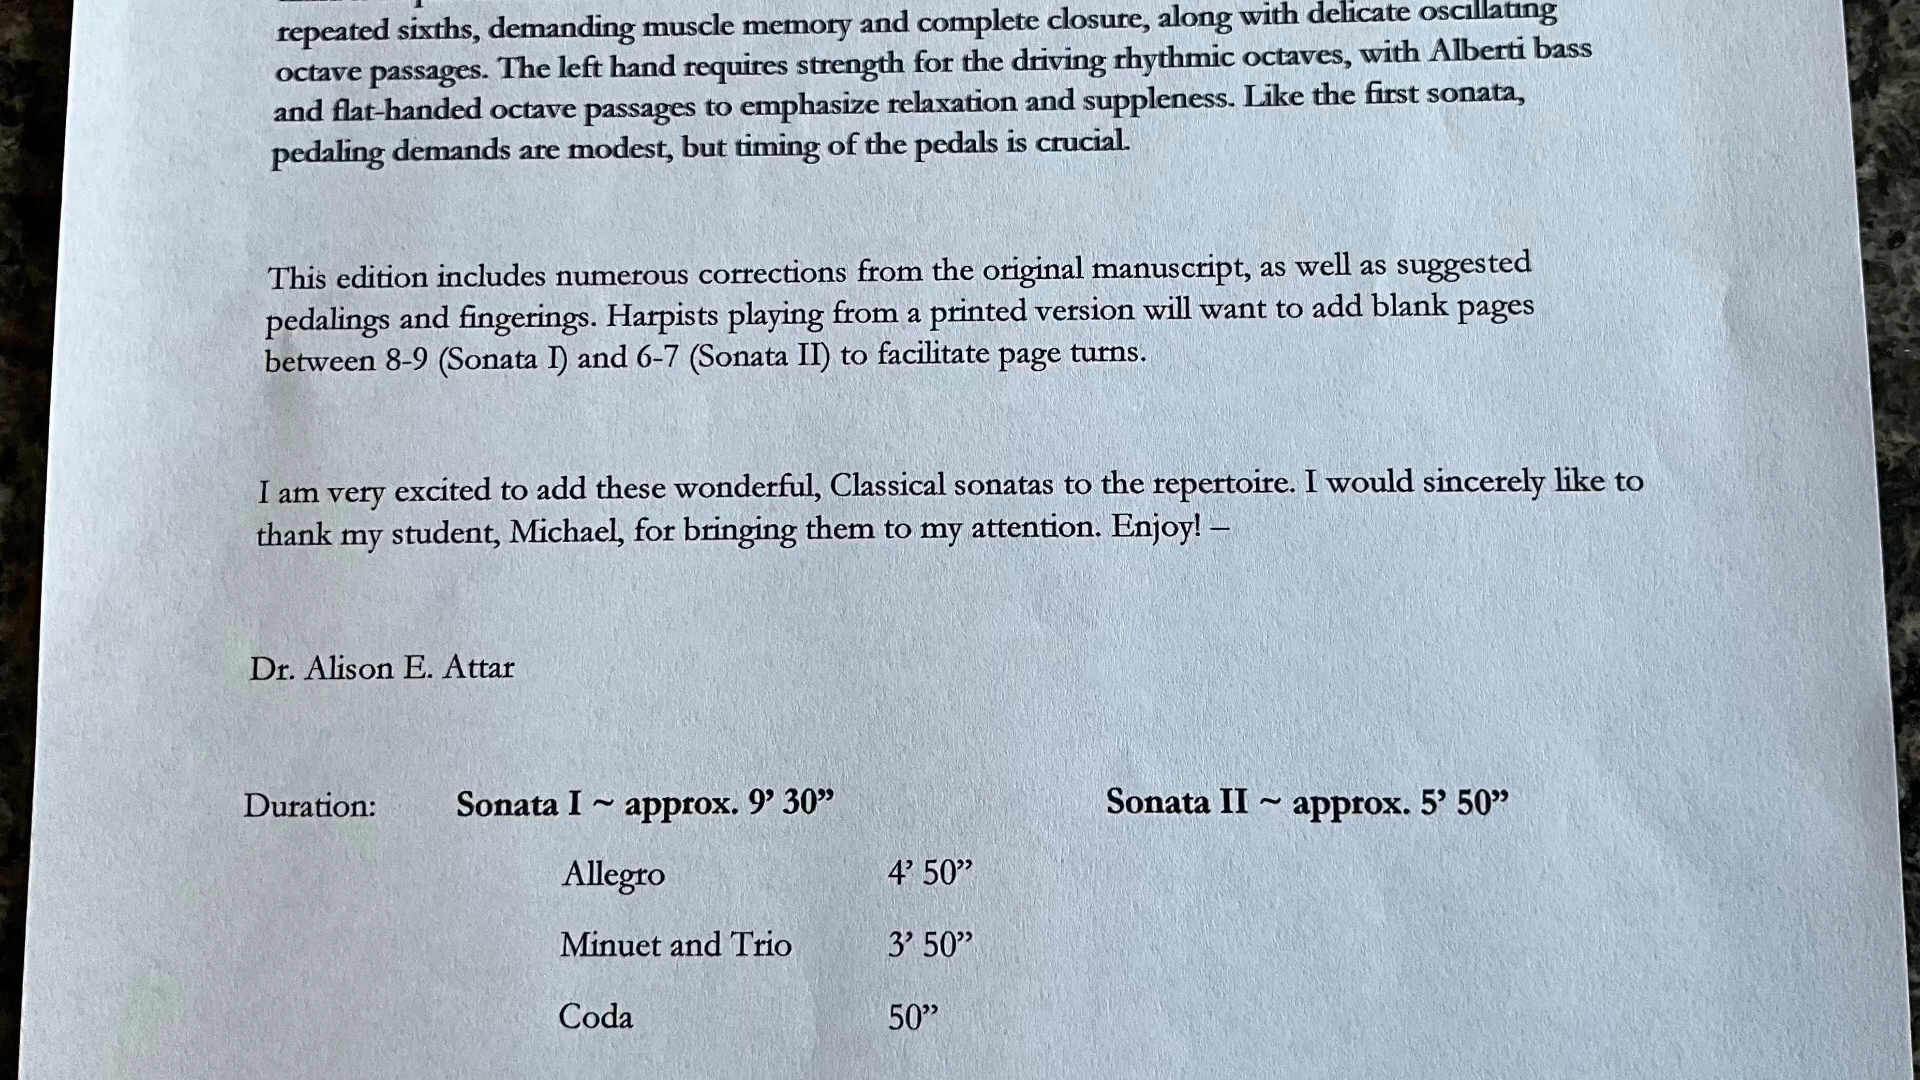 repeated sixths, demanding muscle memory and complete closure, along with delicate oscillating
octave passages. The left hand requires strength for the driving rhythmic octaves, with Alberti bass
and flat-handed octave passages to emphasize relaxation and suppleness. Like the first sonata,
pedaling demands are modest, but timing of the pedals is crucial.
This edition includes numerous corrections from the original manuscript, as well as suggested
pedalings and fingerings. Harpists playing from a printed version will want to add blank pages
between 8-9 (Sonata I) and 6-7 (Sonata II) to facilitate page turns.
I am very excited to add these wonderful, Classical sonatas to the repertoire. I would sincerely like to
thank my student, Michael, for bringing them to my attention. Enjoy! –
Dr. Alison E. Attar
Duration: Sonata I ~ approx. 9’ 30” Sonata II ~ approx. 5’ 50”
Allegro 4’ 50”
Minuet and Trio 3’ 50”
Coda 50”